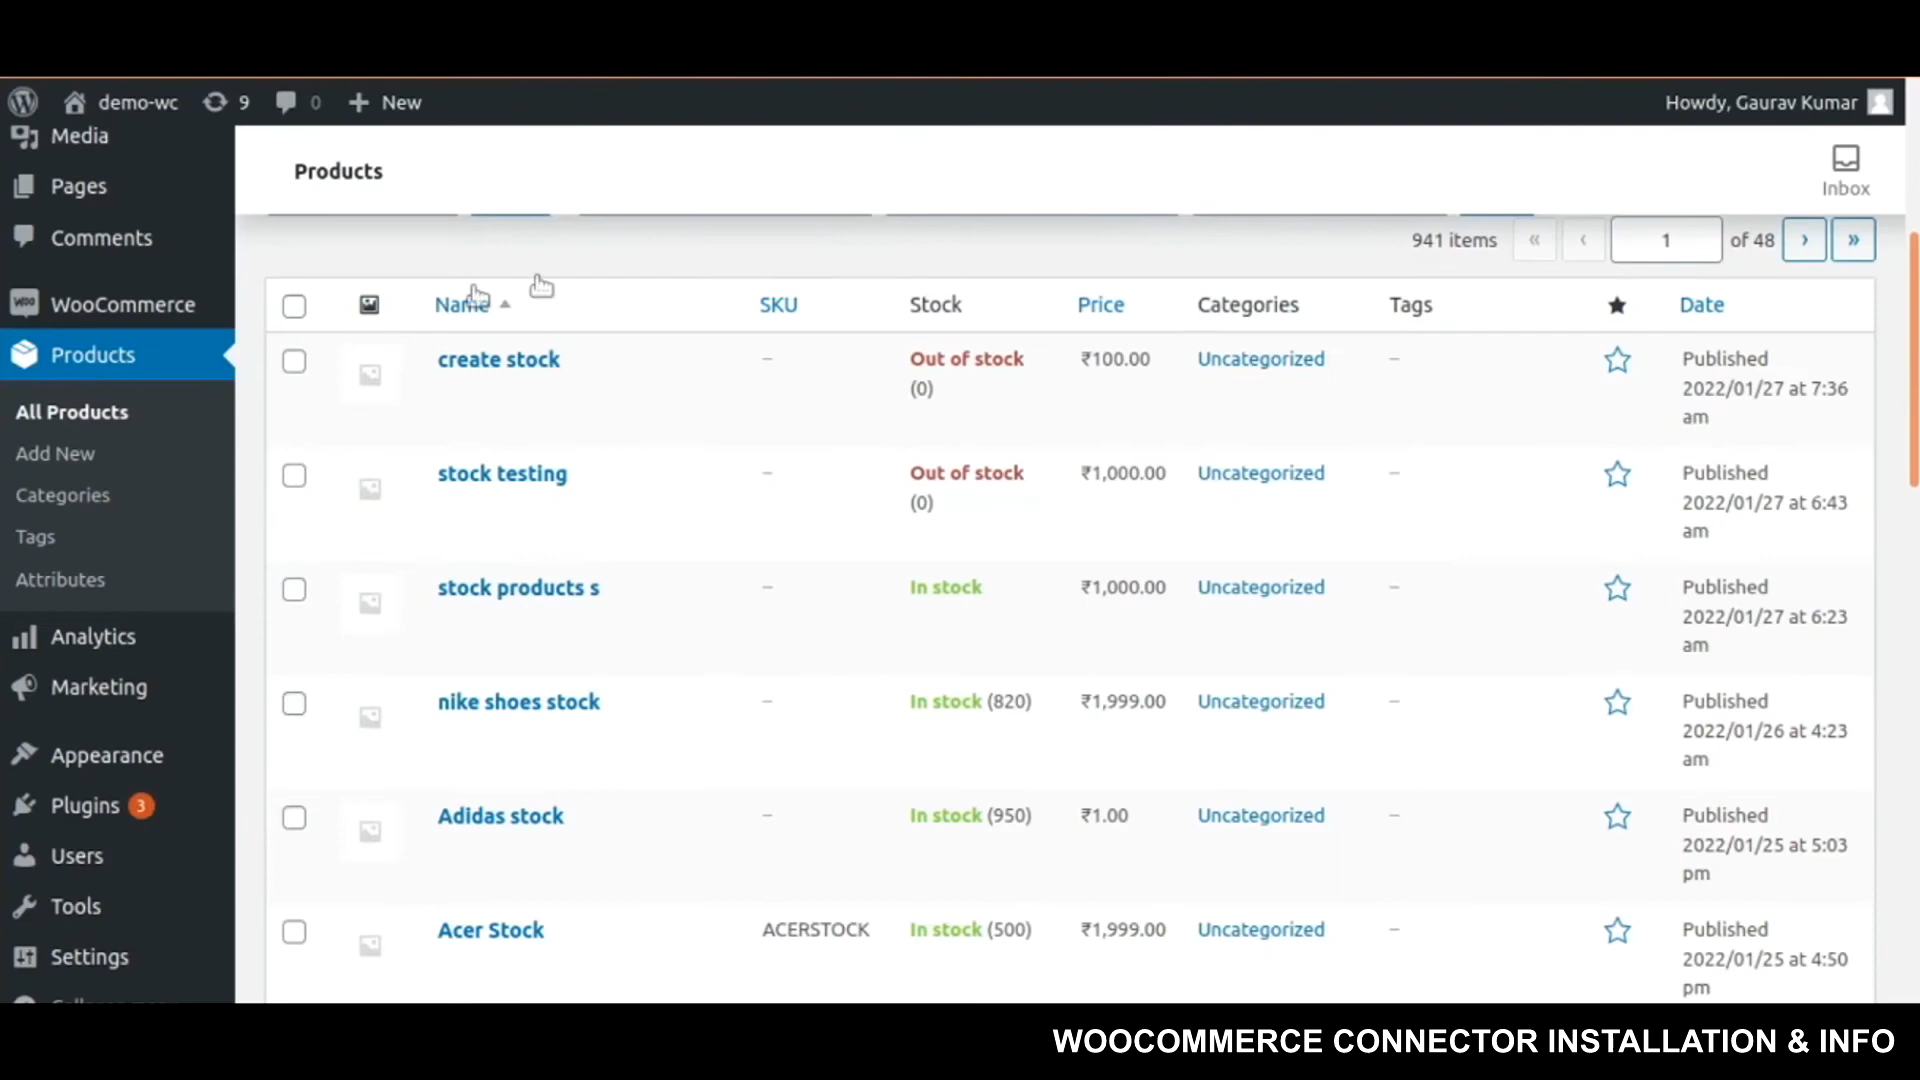 demo-wc 9 0 New Howdy, Gaurav Kumar
Media
Pages
Comments
WooCommerce
Products
All Products
Add New
Categories
Tags
Attributes
Analytics
Marketing
Appearance
Plugins 3
Users
Tools
Settings
Products
Inbox
941 items « ‹ 1 of 48 › »
Name SKU Stock Price Categories Tags Date
create stock – Out of stock ₹100.00 Uncategorized – Published
(0) 2022/01/27 at 7:36
am
stock testing – Out of stock ₹1,000.00 Uncategorized – Published
(0) 2022/01/27 at 6:43
am
stock products s – In stock ₹1,000.00 Uncategorized – Published
2022/01/27 at 6:23
am
nike shoes stock – In stock (820) ₹1,999.00 Uncategorized – Published
2022/01/26 at 4:23
am
Adidas stock – In stock (950) ₹1.00 Uncategorized – Published
2022/01/25 at 5:03
pm
Acer Stock ACERSTOCK In stock (500) ₹1,999.00 Uncategorized – Published
2022/01/25 at 4:50
pm
WOOCOMMERCE CONNECTOR INSTALLATION & INFO